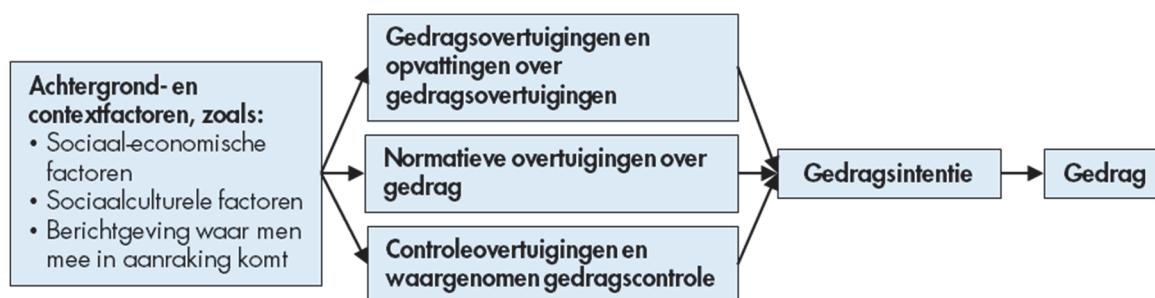 Achtergrond- en
contextfactoren, zoals:
• Sociaal-economische
factoren
• Sociaalculturele factoren
• Berichtgeving waar men
mee in aanraking komt
Gedragsovertuigingen en
opvattingen over
gedragsovertuigingen
Normatieve overtuigingen over
gedrag
Controleovertuigingen en
waargenomen gedragscontrole
Gedragsintentie
Gedrag